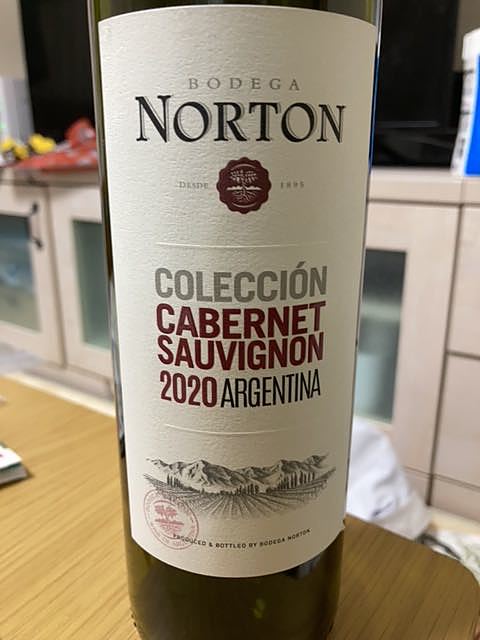 BODEGA
NORTON
DESDE 1895
COLECCIÓN
CABERNET
SAUVIGNON
2020 ARGENTINA
PRODUCED & BOTTLED BY BODEGA NORTON